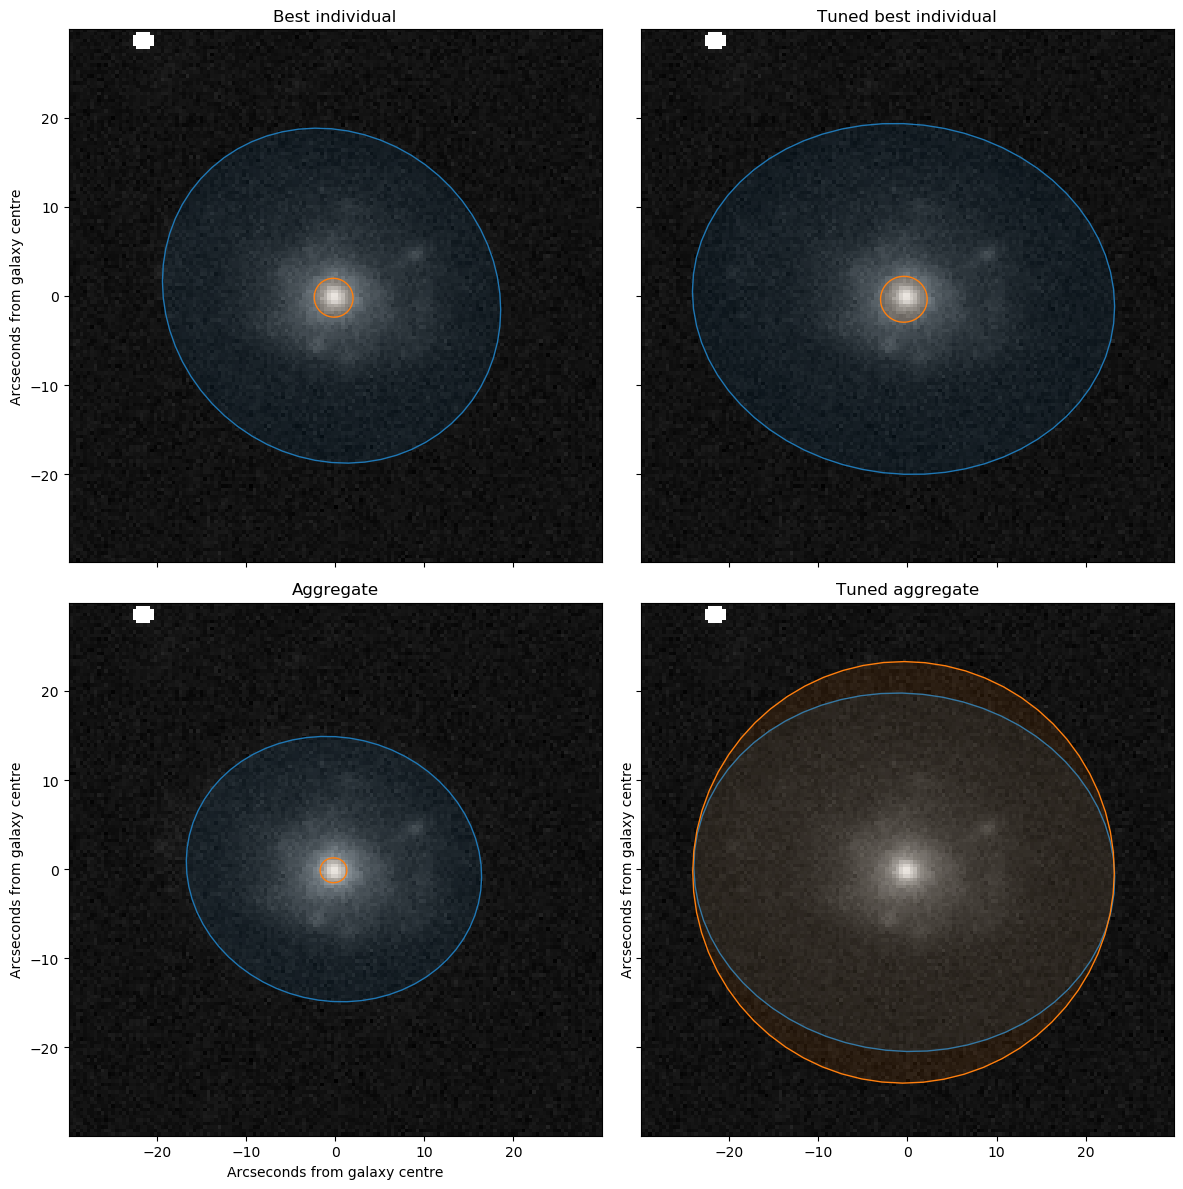 Best individual
Tuned best individual
20
10
0
−10
−20
Arcseconds from galaxy centre
Aggregate
Tuned aggregate
20
10
0
−10
−20
Arcseconds from galaxy centre
Arcseconds from galaxy centre
−20 −10 0 10 20
−20 −10 0 10 20
Arcseconds from galaxy centre